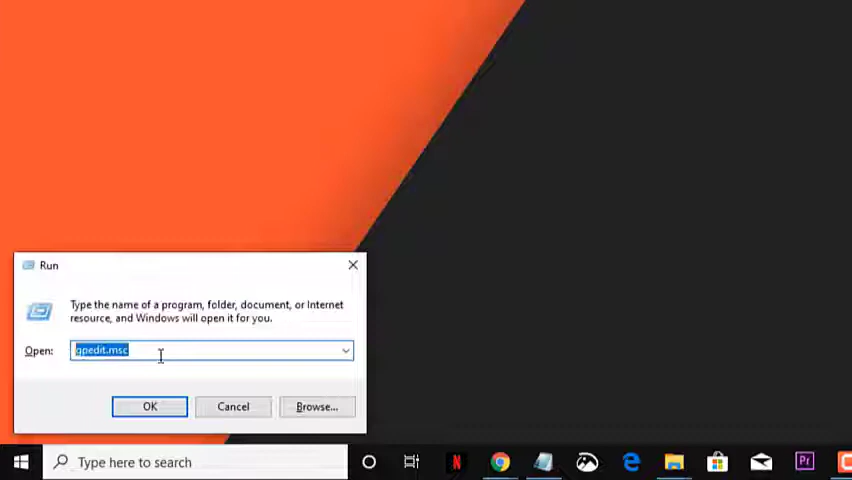 Run
Type the name of a program, folder, document, or Internet
resource, and Windows will open it for you.
Open: gpedit.msc
OK Cancel Browse...
Type here to search
N
Pr